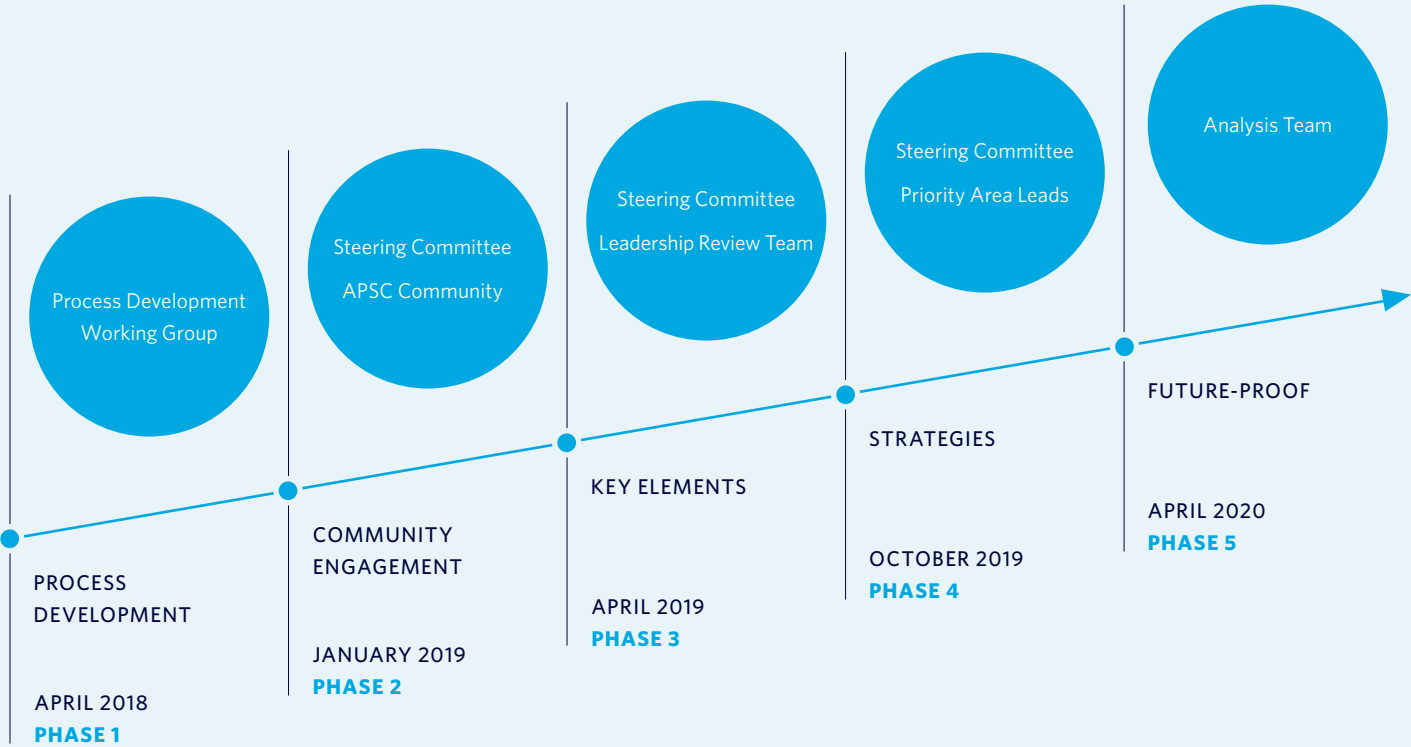 Process Development
Working Group
PROCESS
DEVELOPMENT
APRIL 2018
PHASE 1
Steering Committee
APSC Community
COMMUNITY
ENGAGEMENT
JANUARY 2019
PHASE 2
Steering Committee
Leadership Review Team
KEY ELEMENTS
APRIL 2019
PHASE 3
Steering Committee
Priority Area Leads
STRATEGIES
OCTOBER 2019
PHASE 4
Analysis Team
FUTURE-PROOF
APRIL 2020
PHASE 5